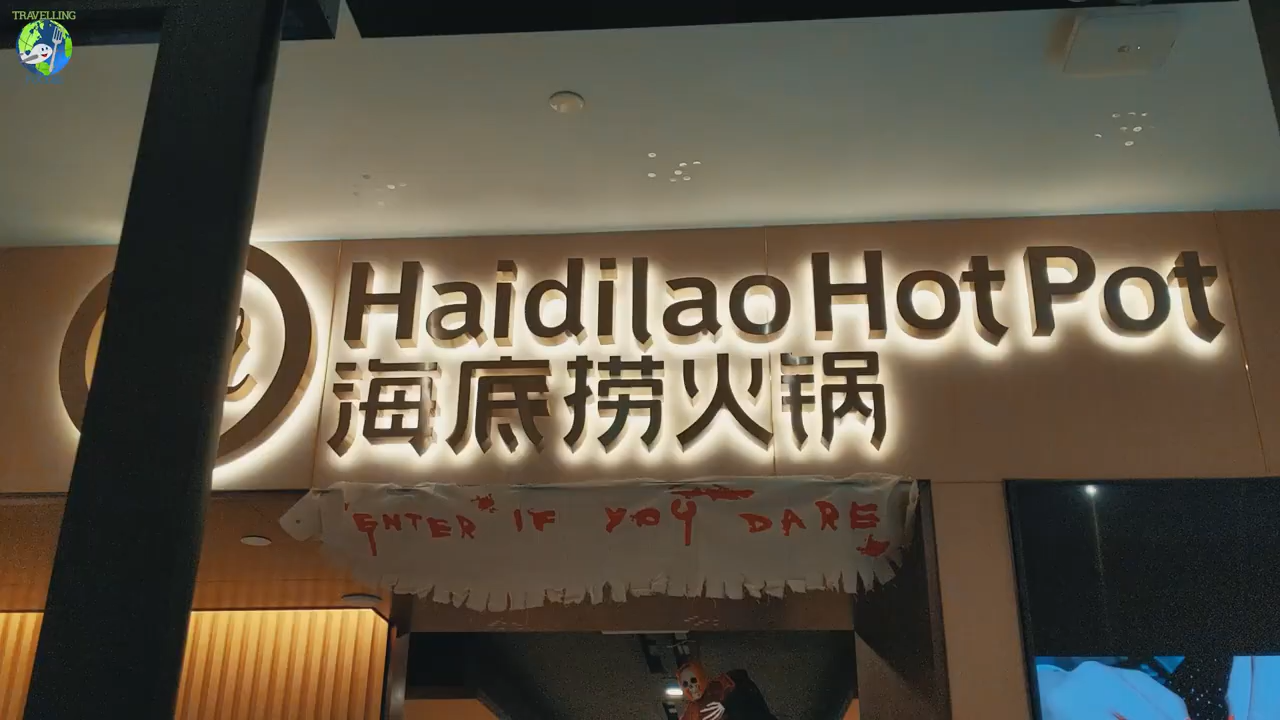 TRAVELLING
Haidilao Hot Pot
海底捞火锅
ENTER IF YOU DARE